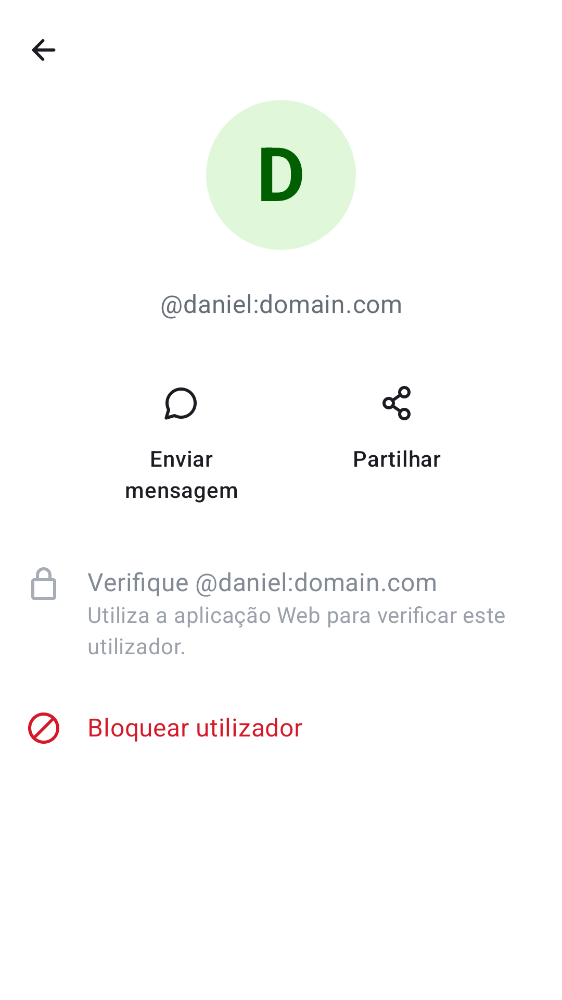 D
@daniel:domain.com
Enviar
mensagem
Partilhar
Verifique @daniel:domain.com
Utiliza a aplicação Web para verificar este
utilizador.
Bloquear utilizador